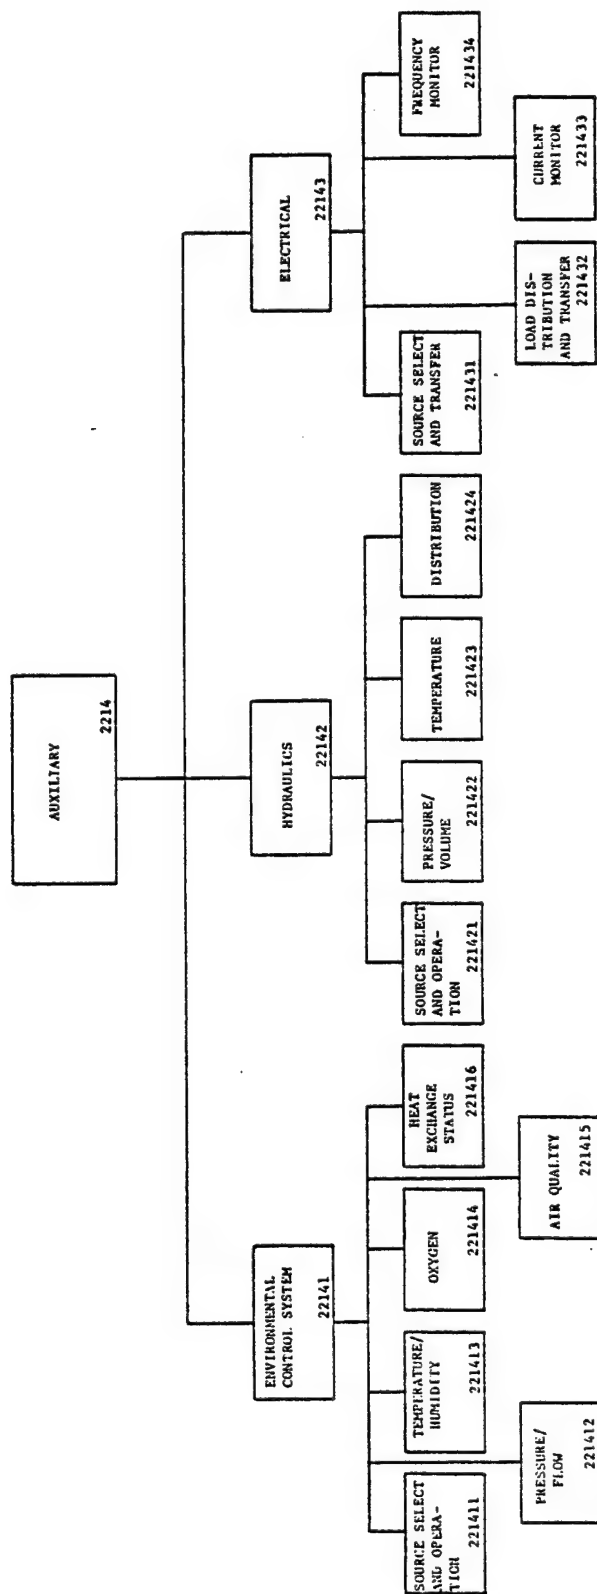 AUXILIARY
2214
ENVIRONMENTAL
CONTROL SYSTEM
22141
HYDRAULICS
22142
ELECTRICAL
22143
SOURCE SELECT
AND OPERA-
TION
221411
PRESSURE/
FLOW
221412
TEMPERATURE/
HUMIDITY
221413
OXYGEN
221414
AIR QUALITY
221415
HEAT
EXCHANGE
STATUS
221416
SOURCE SELECT
AND OPERA-
TION
221421
PRESSURE/
VOLUME
221422
TEMPERATURE
221423
DISTRIBUTION
221424
SOURCE SELECT
AND TRANSFER
221431
LOAD DIS-
TRIBUTION
AND TRANSFER
221432
CURRENT
MONITOR
221433
FREQUENCY
MONITOR
221434